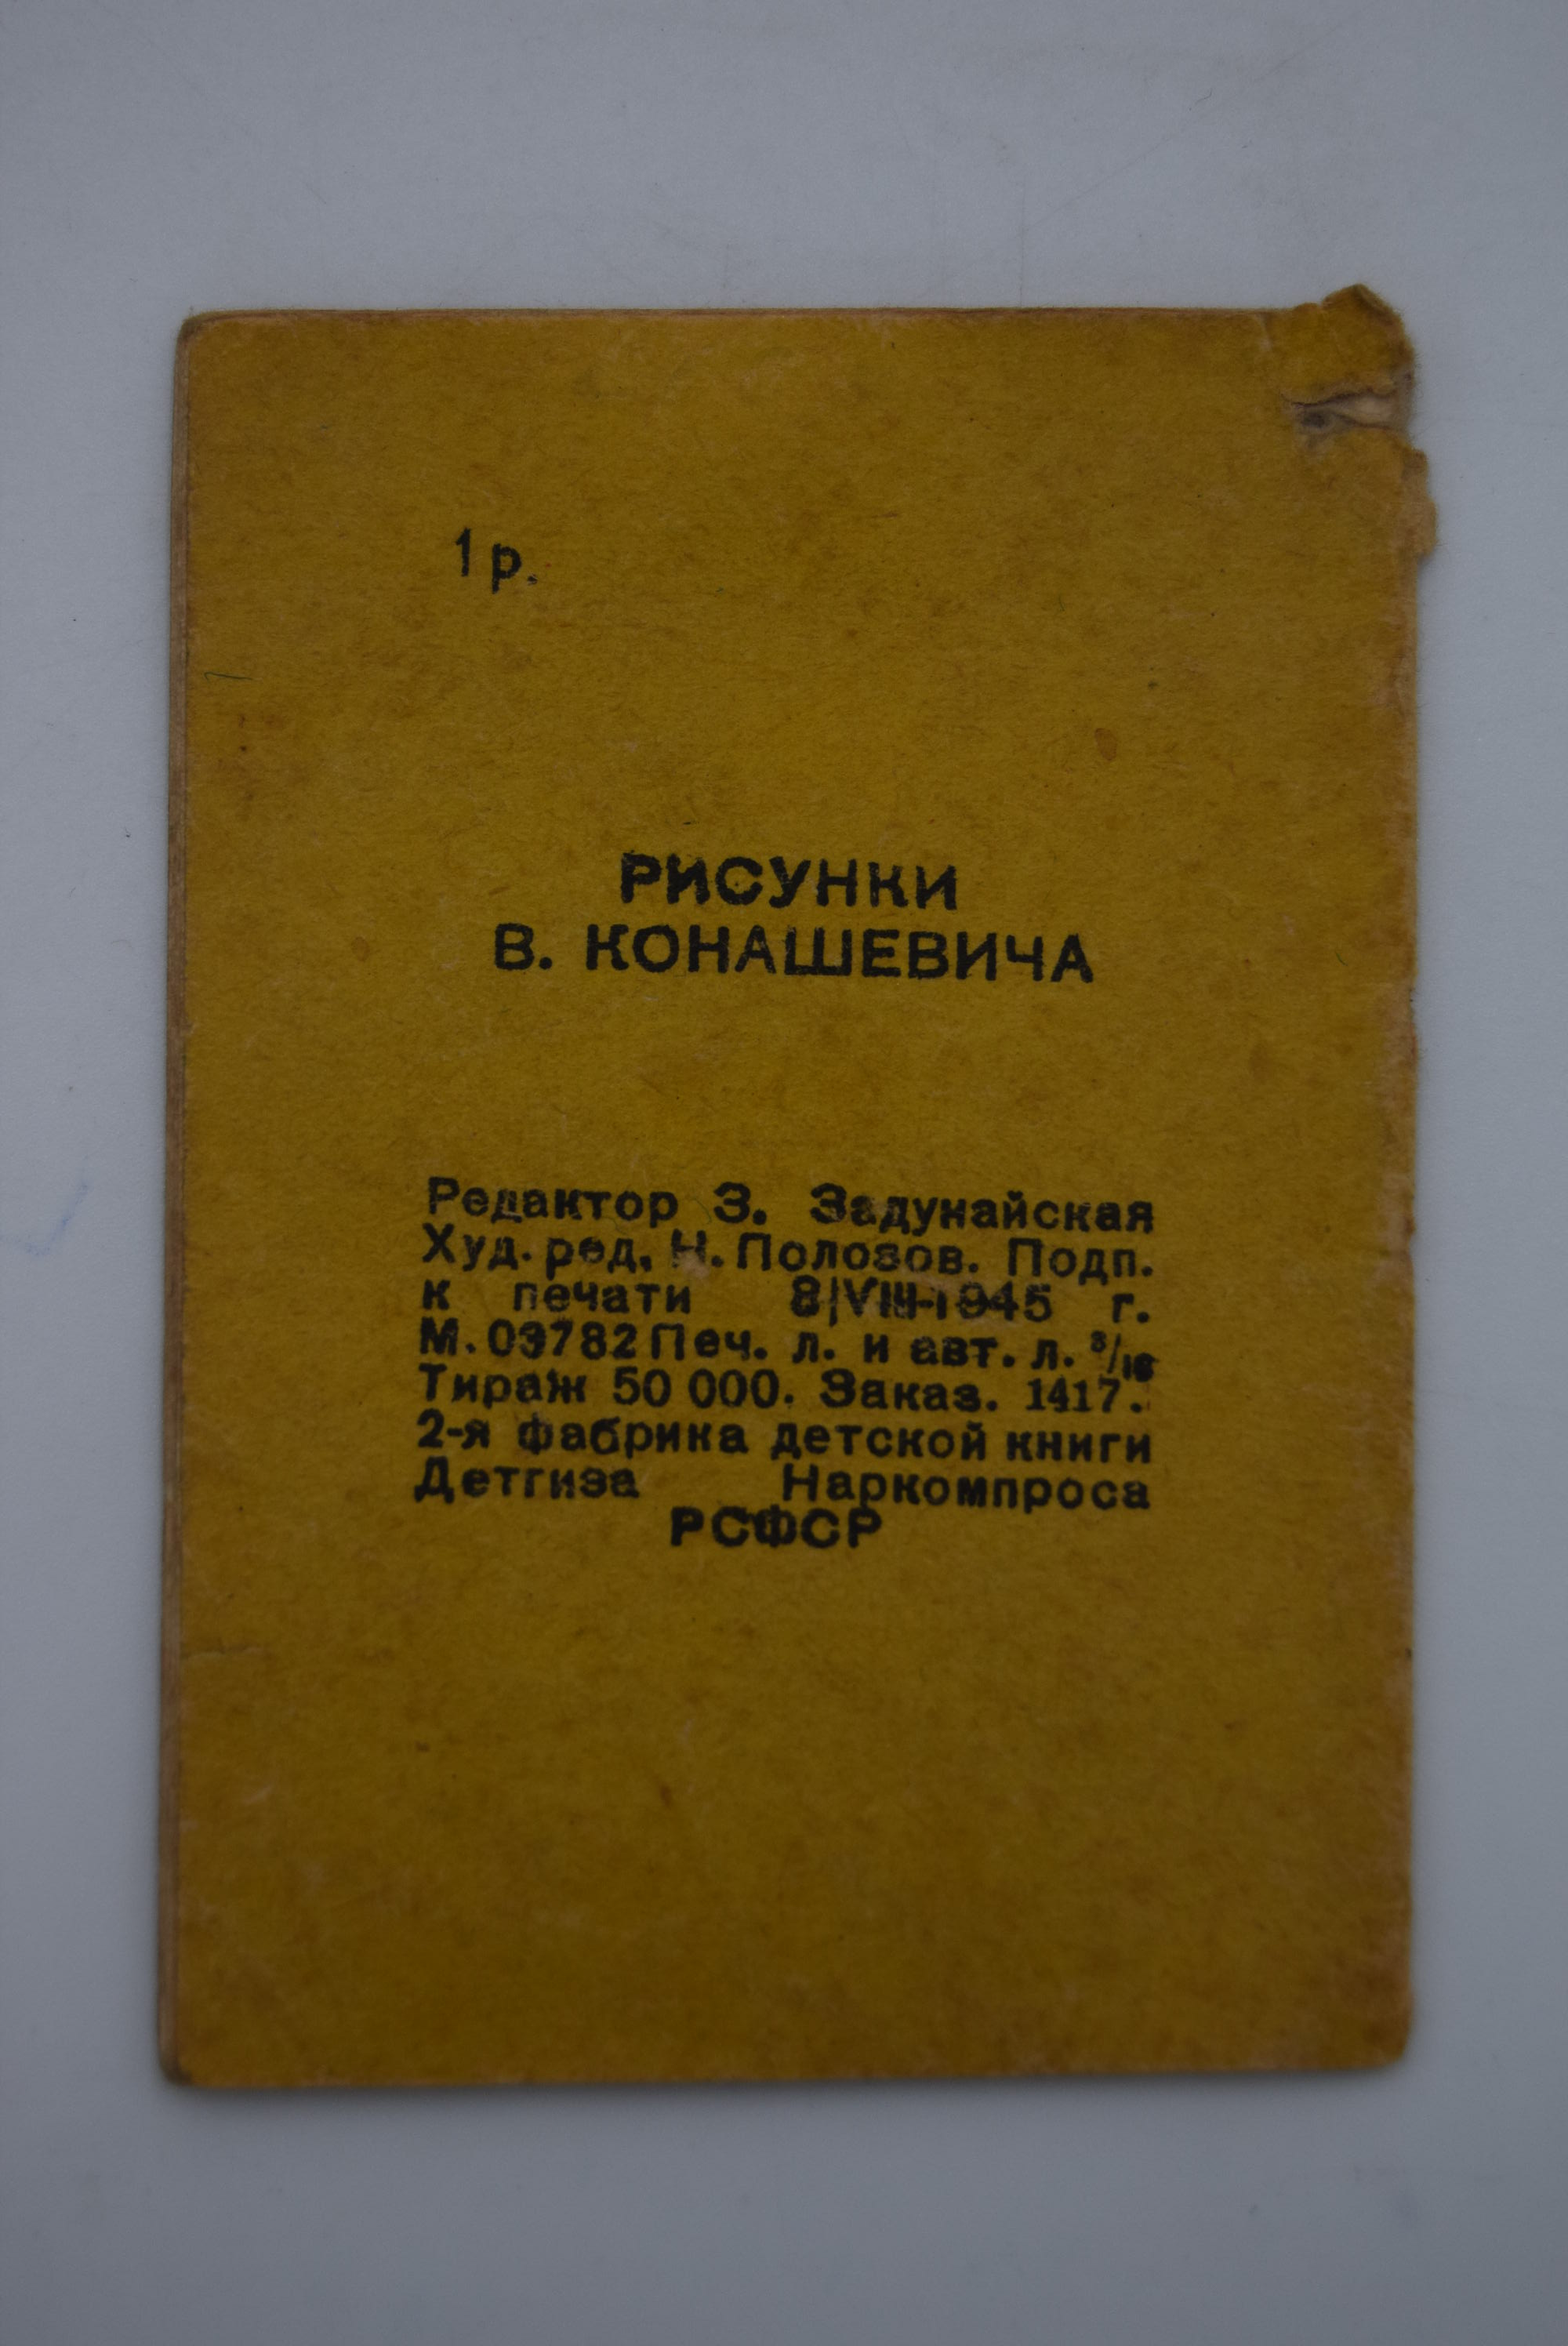 1 р.
РИСУНКИ
В. КОНАШЕВИЧА
Редактор З. Задунайская
Худ. ред. Н. Полозов. Подп.
к печати 8/VIII-1945 г.
М. 03782 Печ. л. и авт. л. 3/16
Тираж 50 000. Заказ. 1417.
2-я фабрика детской книги
Детгиза Наркомпроса
РСФСР